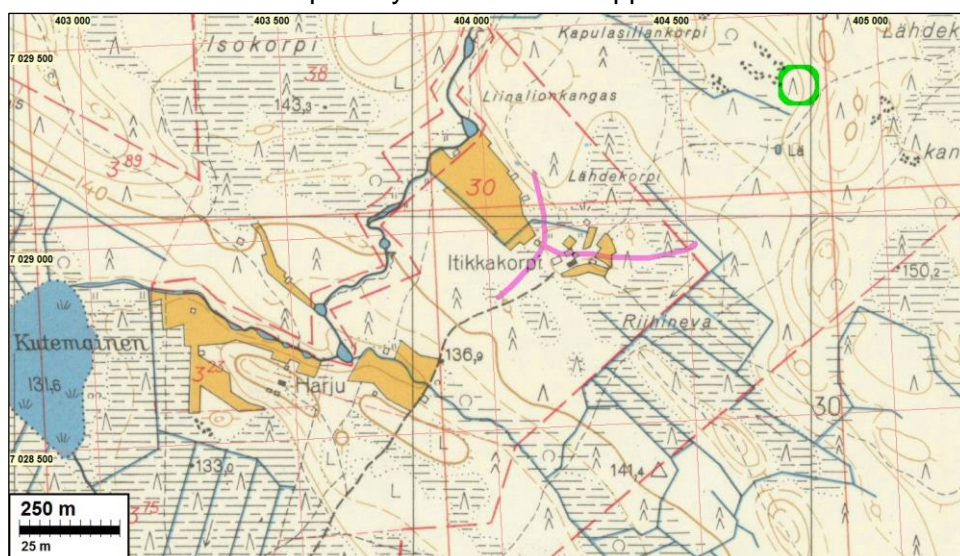 403 000
403 500
404 000
404 500
405 000
7 029 500
Isokorpi
38
143,3
L
L
Kapulasillankorpi
Lähdek
Liinalionkangas
Lä
kan
3 89
140
30
Lähdekorpi
7 029 000
Itikkakorpi
150,2
Riihineva
Kutemainen
131,6
136,9
3 23
Harju
30
L
L
141,4
7 028 500
133,0
L
3 75
250 m
25 m